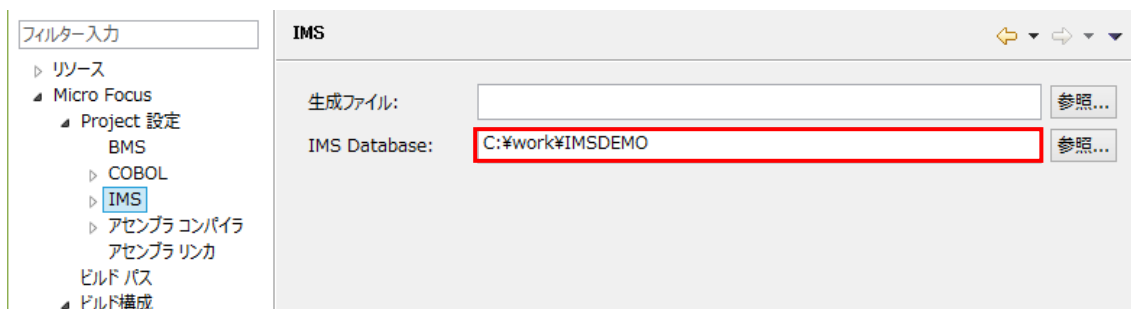 フィルター入力
リソース
Micro Focus
Project 設定
BMS
COBOL
IMS
アセンブラ コンパイラ
アセンブラ リンカ
ビルド パス
ビルド構成
IMS
生成ファイル:
参照...
IMS Database:
C:¥work¥IMSDEMO
参照...